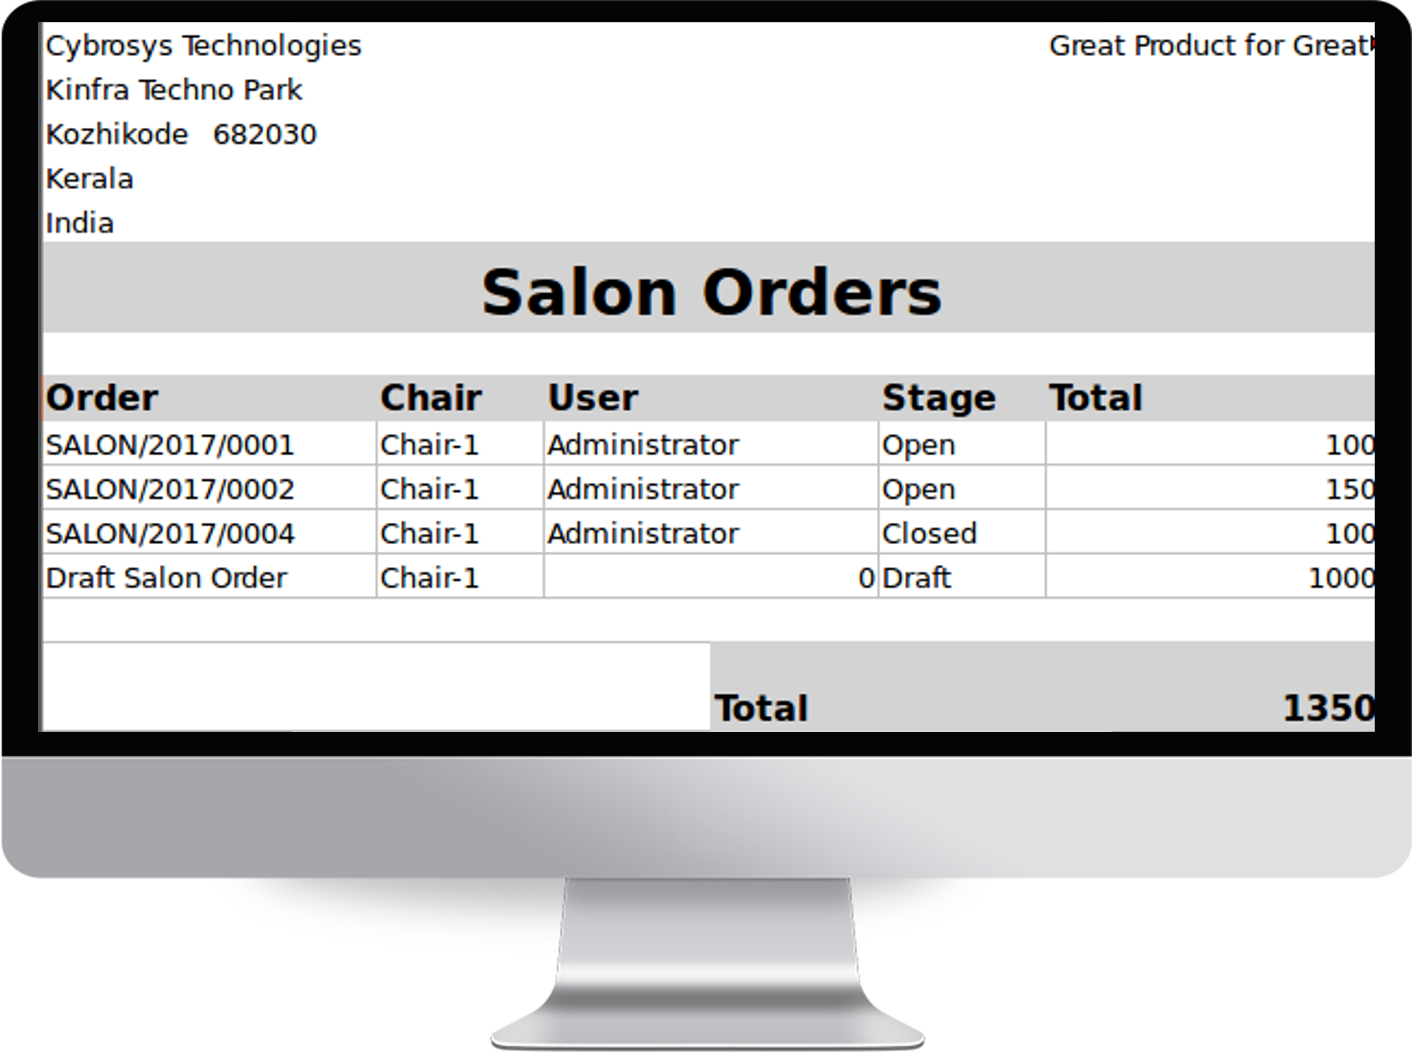 Cybrosys Technologies Great Product for Great
Kinfra Techno Park
Kozhikode 682030
Kerala
India
Salon Orders
Order Chair User Stage Total
SALON/2017/0001 Chair-1 Administrator Open 100
SALON/2017/0002 Chair-1 Administrator Open 150
SALON/2017/0004 Chair-1 Administrator Closed 100
Draft Salon Order Chair-1 0 Draft 1000
Total 1350